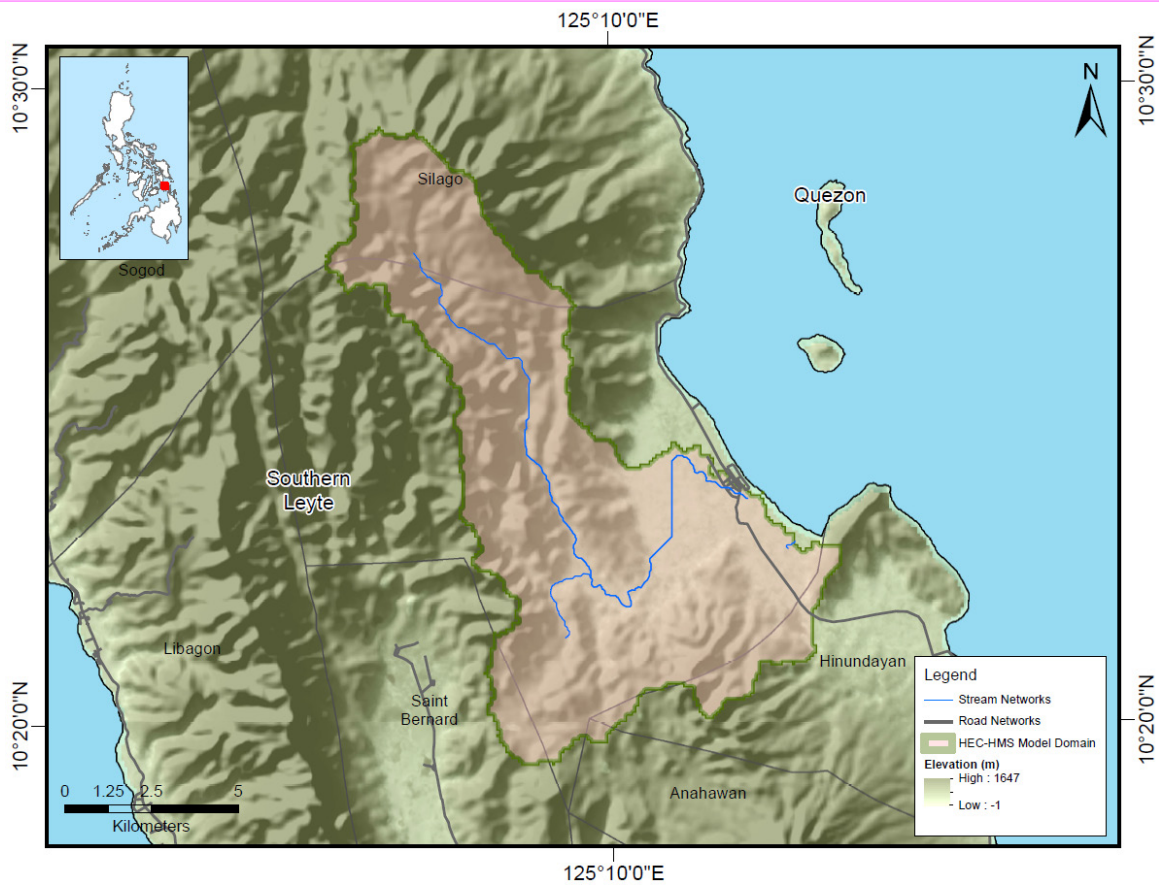 125°10'0"E
10°30'0"N
10°30'0"N
N
Silago
Quezon
Sogod
Southern
Leyte
Libagon
Saint
Bernard
Hinundayan
Anahawan
10°20'0"N
10°20'0"N
Legend
Stream Networks
Road Networks
HEC-HMS Model Domain
Elevation (m)
High : 1647
Low : -1
0 1.25 2.5 5
Kilometers
125°10'0"E